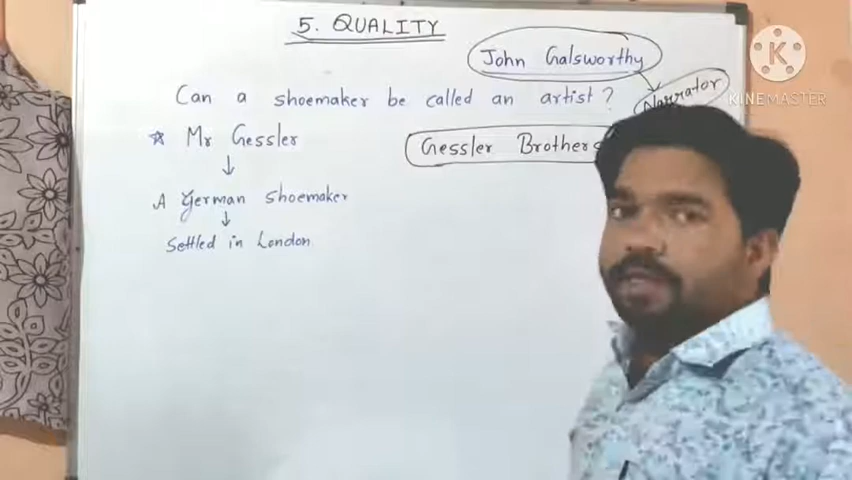 5. QUALITY
John Galsworthy
Narrator
Can a shoemaker be called an artist?
☆ Mr Gessler
Gessler Brothers
↓
A German shoemaker
↓
Settled in London
K
KINEMASTER